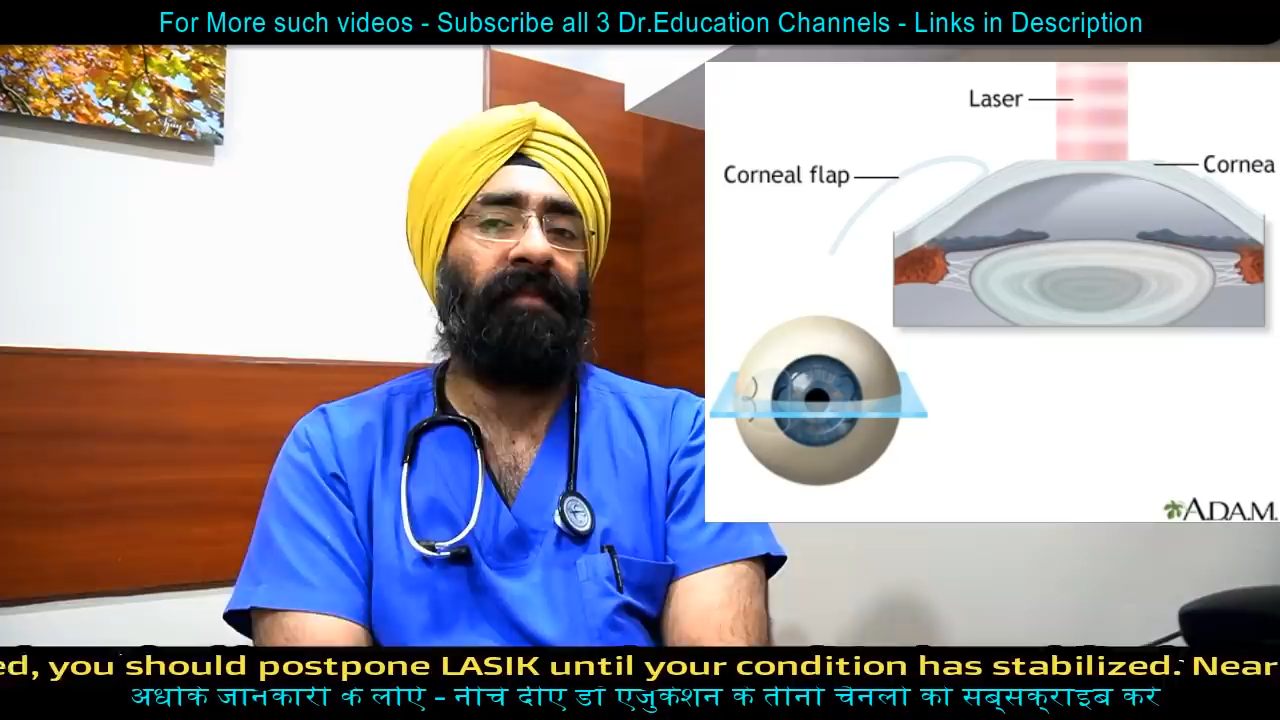 For More such videos - Subscribe all 3 Dr.Education Channels - Links in Description
Laser
Corneal flap
Cornea
A.D.A.M.
ed, you should postpone LASIK until your condition has stabilized. Near
अधीक जानकारी के लीए - नीचे दीए डॉ एजुकेशन के तीनो चैनलो को सब्सक्राइब करे